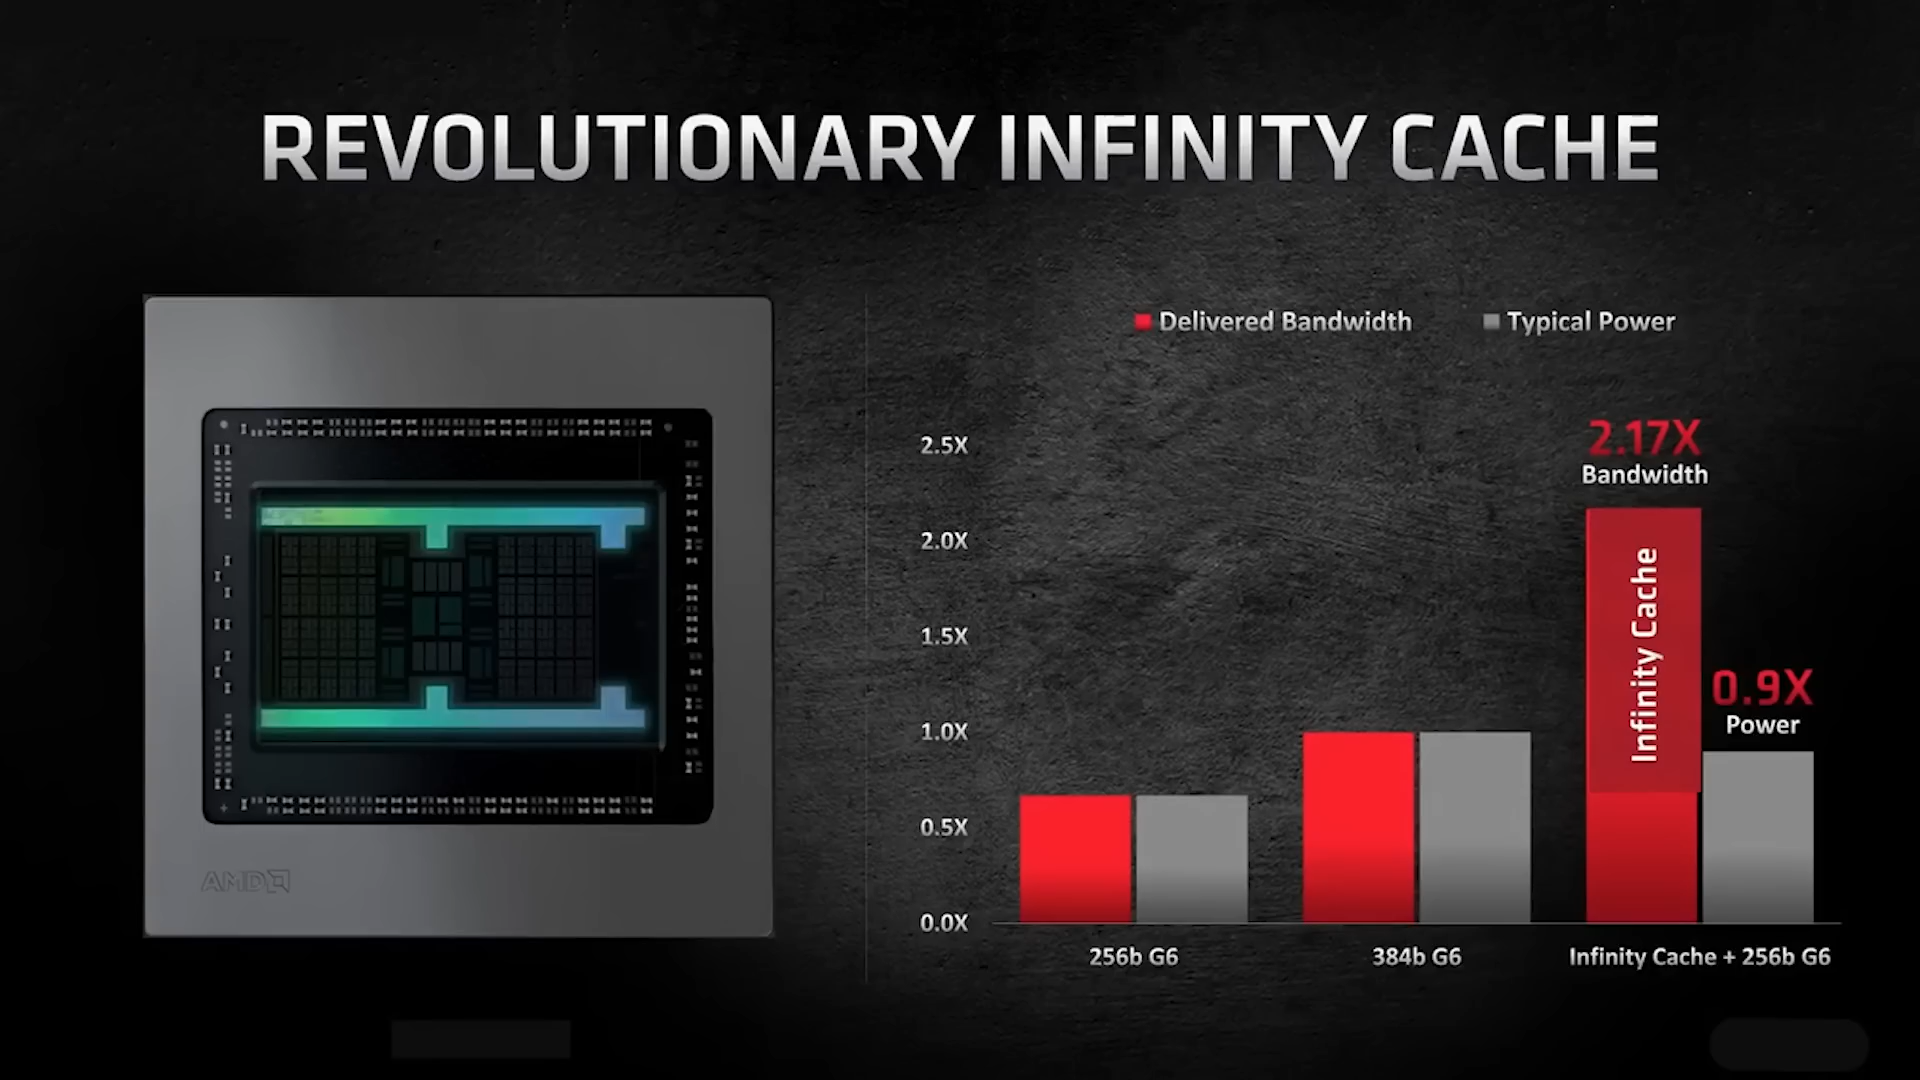 REVOLUTIONARY INFINITY CACHE
AMD
Delivered Bandwidth
Typical Power
2.5X
2.0X
1.5X
1.0X
0.5X
0.0X
2.17X
Bandwidth
Infinity Cache
0.9X
Power
256b G6
384b G6
Infinity Cache + 256b G6